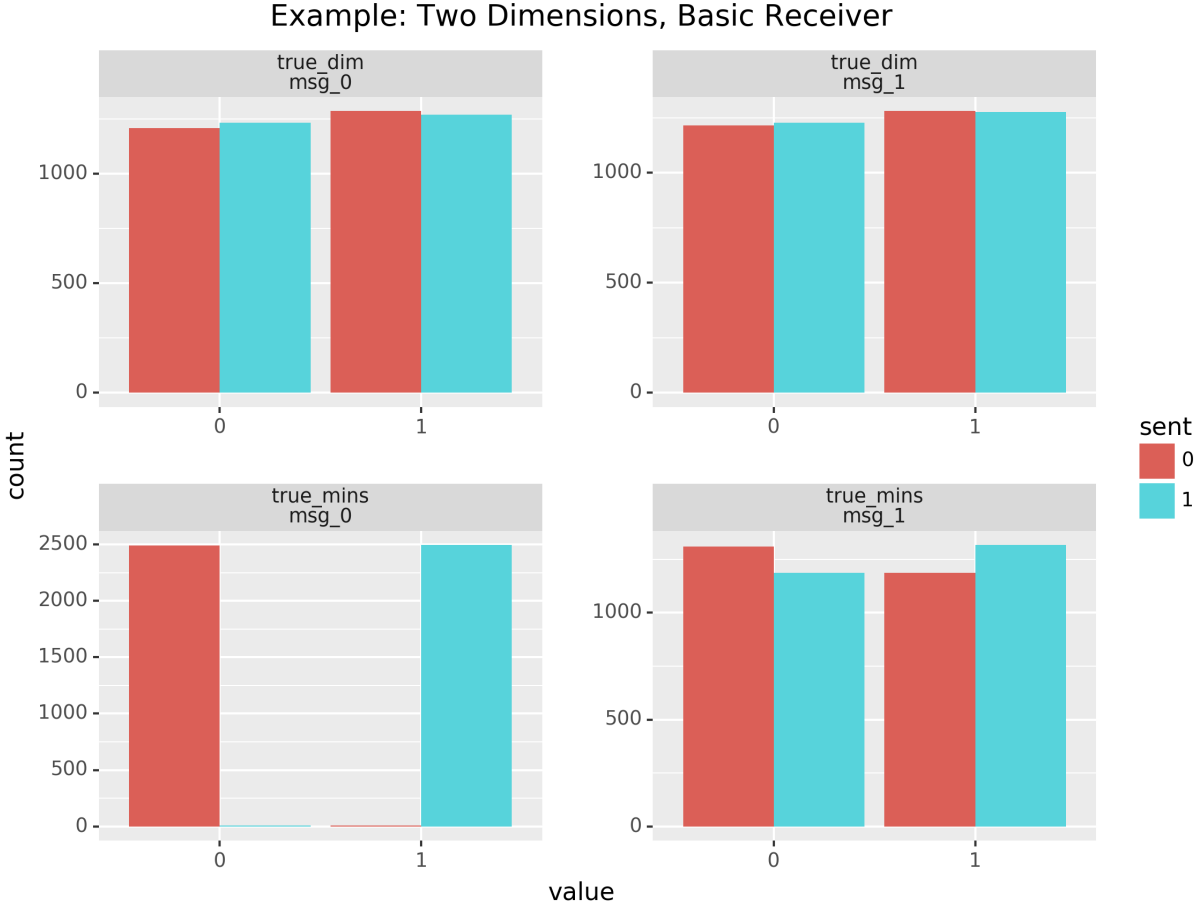 Example: Two Dimensions, Basic Receiver
true_dim
msg_0
true_dim
msg_1
1000
500
0
0 1
1000
500
0
0 1
count
sent
0
1
true_mins
msg_0
true_mins
msg_1
2500
2000
1500
1000
500
0
0 1
1000
500
0
0 1
value